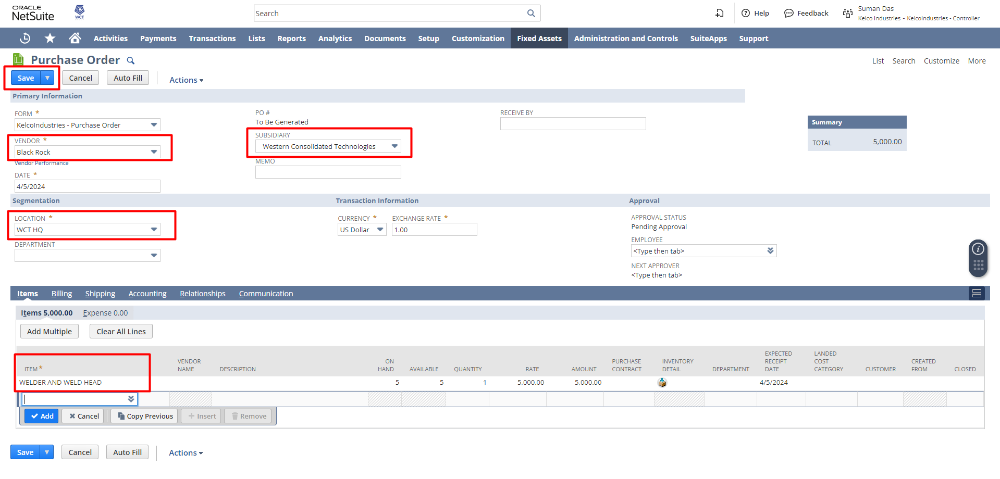 ORACLE
NetSuite
WCT
Search
Help
Feedback
Suman Das
Kelco Industries - KelcoIndustries - Controller
Activities Payments Transactions Lists Reports Analytics Documents Setup Customization Fixed Assets Administration and Controls SuiteApps Support
Purchase Order
List Search Customize More
Save Cancel Auto Fill Actions
Primary Information
FORM *
KelcoIndustries - Purchase Order
VENDOR *
Black Rock
Vendor Performance
DATE *
4/5/2024
PO #
To Be Generated
SUBSIDIARY
Western Consolidated Technologies
MEMO
RECEIVE BY
Summary
TOTAL 5,000.00
Segmentation
LOCATION *
WCT HQ
DEPARTMENT
Transaction Information
CURRENCY * EXCHANGE RATE *
US Dollar 1.00
Approval
APPROVAL STATUS
Pending Approval
EMPLOYEE
<Type then tab>
NEXT APPROVER
<Type then tab>
Items Billing Shipping Accounting Relationships Communication
Items 5,000.00 Expense 0.00
Add Multiple Clear All Lines
ITEM * VENDOR NAME DESCRIPTION ON HAND AVAILABLE QUANTITY RATE AMOUNT PURCHASE CONTRACT INVENTORY DETAIL DEPARTMENT EXPECTED RECEIPT DATE LANDED COST CATEGORY CUSTOMER CREATED FROM CLOSED
WELDER AND WELD HEAD 5 5 1 5,000.00 5,000.00 4/5/2024
Add Cancel Copy Previous Insert Remove
Save Cancel Auto Fill Actions